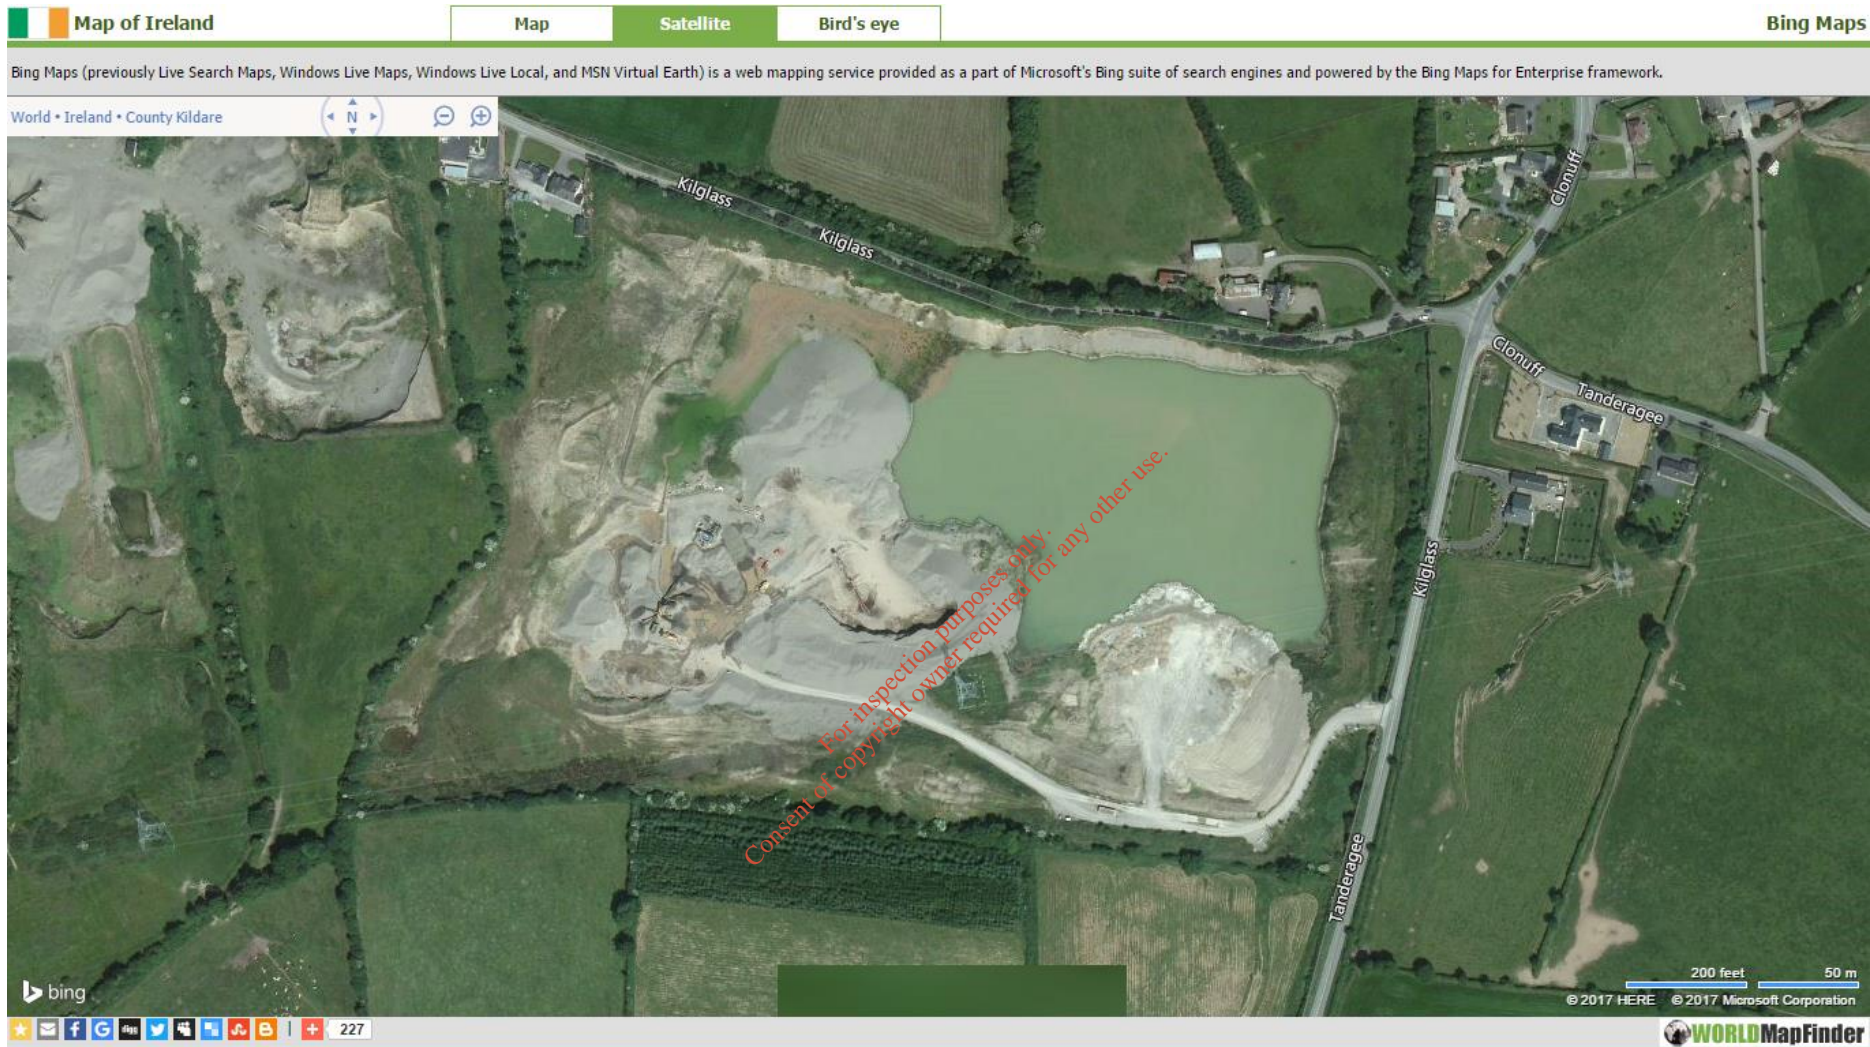 Map of Ireland
Map
Satellite
Bird's eye
Bing Maps
Bing Maps (previously Live Search Maps, Windows Live Maps, Windows Live Local, and MSN Virtual Earth) is a web mapping service provided as a part of Microsoft's Bing suite of search engines and powered by the Bing Maps for Enterprise framework.
World • Ireland • County Kildare
N
Kilglass
Kilglass
Clonuff
Clonuff
Tanderagee
Kilglass
For inspection purposes only.
Consent of copyright owner required for any other use.
Tanderagee
200 feet
50 m
bing
© 2017 HERE © 2017 Microsoft Corporation
digg
227
WORLDMapFinder